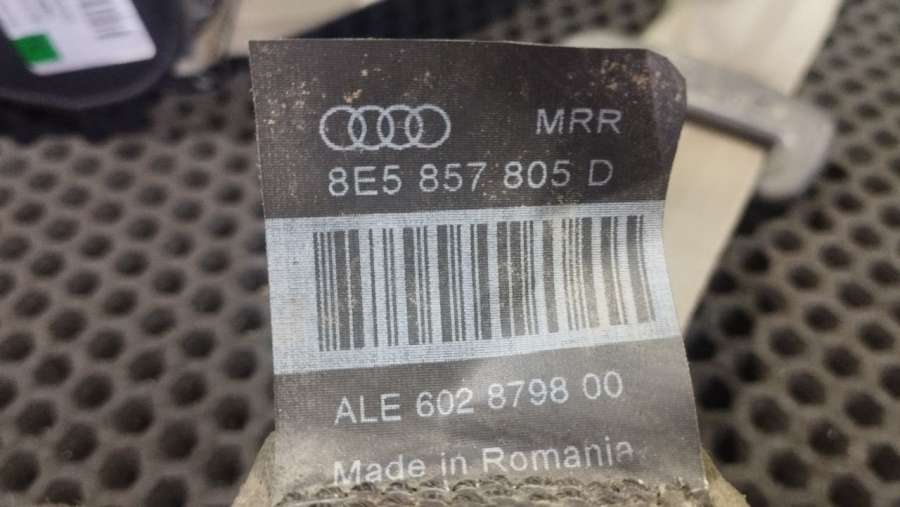 MRR
8E5 857 805 D
ALE 602 8798 00
Made in Romania